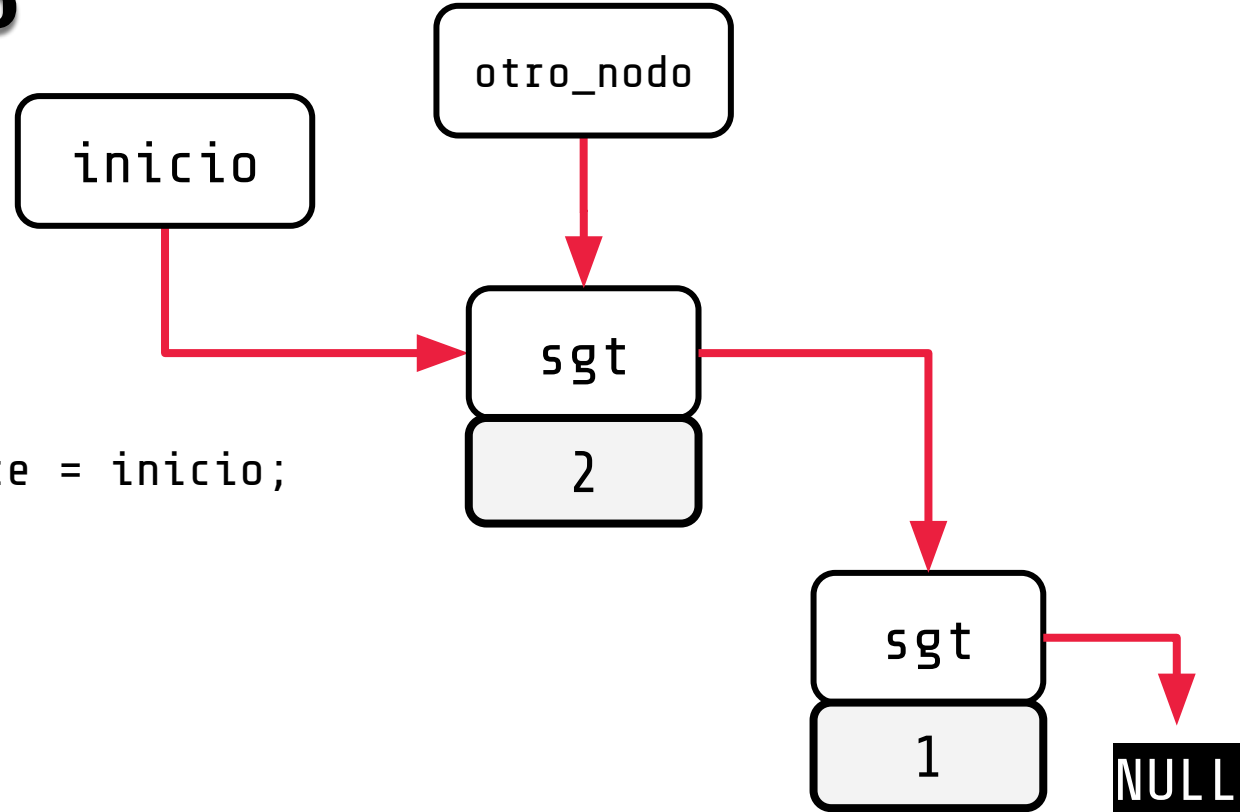 otro_nodo
inicio
sgt
= inicio;
2
sgt
1
NULL